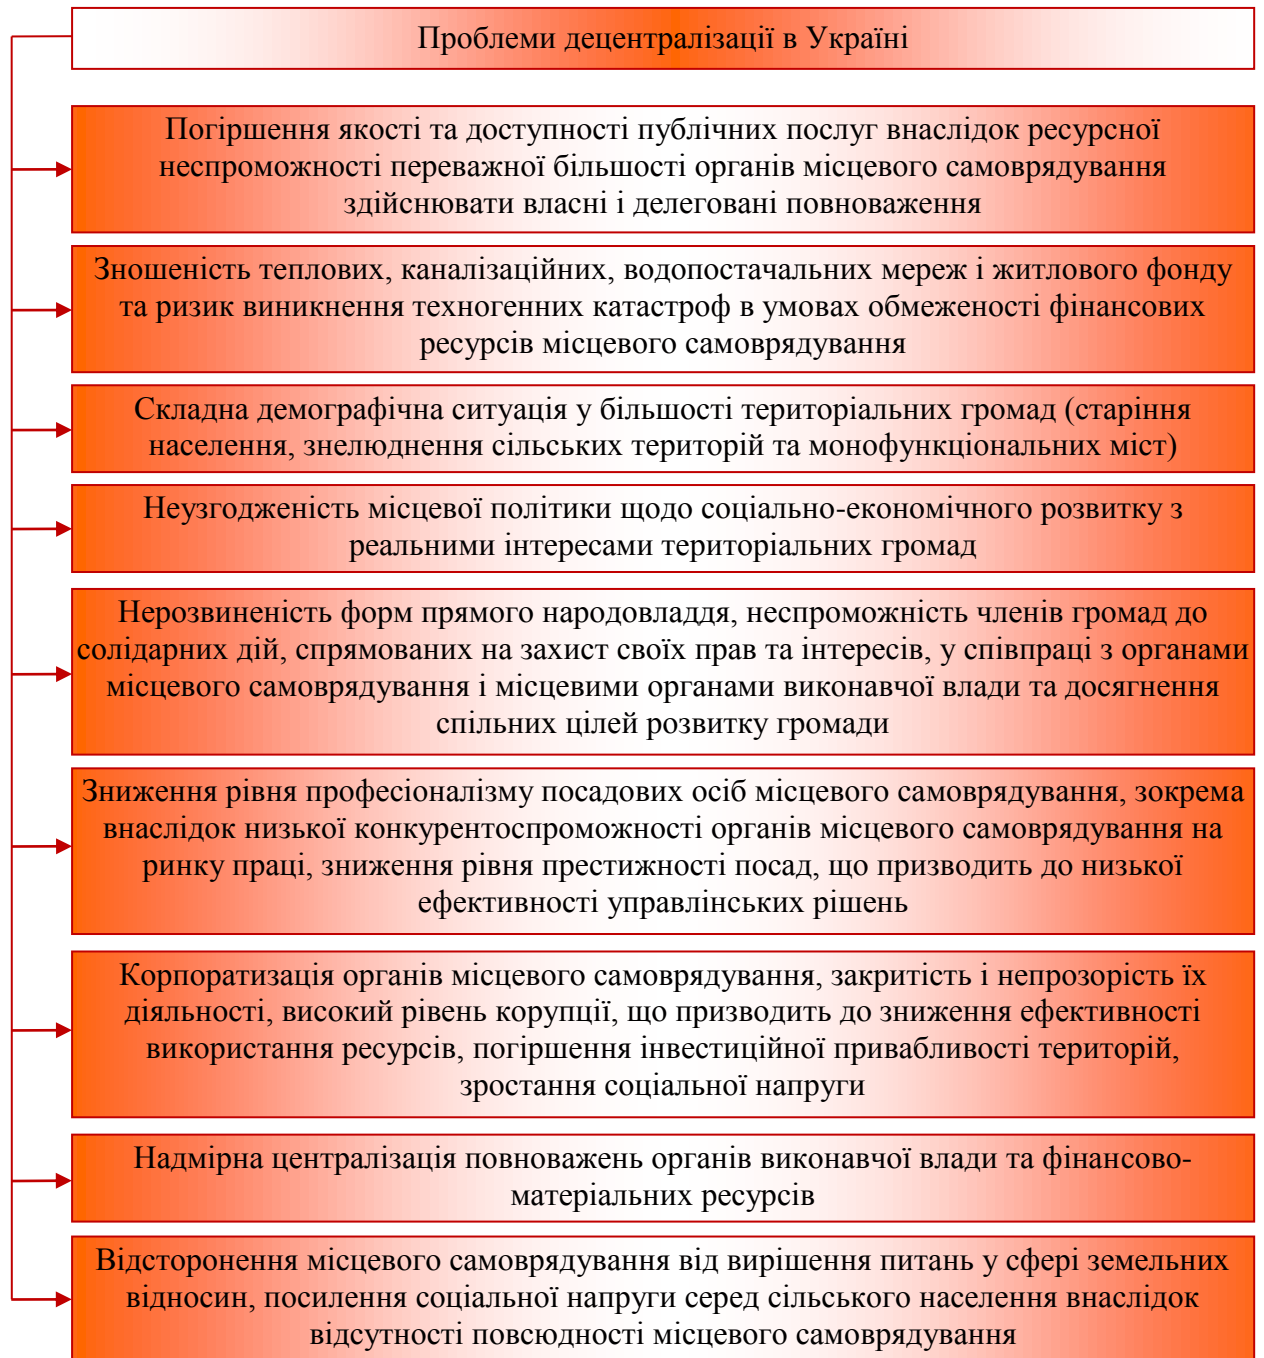 Проблеми децентралізації в Україні
Погіршення якості та доступності публічних послуг внаслідок ресурсної
неспроможності переважної більшості органів місцевого самоврядування
здійснювати власні і делеговані повноваження
Зношеність теплових, каналізаційних, водопостачальних мереж і житлового фонду
та ризик виникнення техногенних катастроф в умовах обмеженості фінансових
ресурсів місцевого самоврядування
Складна демографічна ситуація у більшості територіальних громад (старіння
населення, знелюднення сільських територій та монофункціональних міст)
Неузгодженість місцевої політики щодо соціально-економічного розвитку з
реальними інтересами територіальних громад
Нерозвиненість форм прямого народовладдя, неспроможність членів громад до
солідарних дій, спрямованих на захист своїх прав та інтересів, у співпраці з органами
місцевого самоврядування і місцевими органами виконавчої влади та досягнення
спільних цілей розвитку громади
Зниження рівня професіоналізму посадових осіб місцевого самоврядування, зокрема
внаслідок низької конкурентоспроможності органів місцевого самоврядування на
ринку праці, зниження рівня престижності посад, що призводить до низької
ефективності управлінських рішень
Корпоратизація органів місцевого самоврядування, закритість і непрозорість їх
діяльності, високий рівень корупції, що призводить до зниження ефективності
використання ресурсів, погіршення інвестиційної привабливості територій,
зростання соціальної напруги
Надмірна централізація повноважень органів виконавчої влади та фінансово-
матеріальних ресурсів
Відсторонення місцевого самоврядування від вирішення питань у сфері земельних
відносин, посилення соціальної напруги серед сільського населення внаслідок
відсутності повсюдності місцевого самоврядування